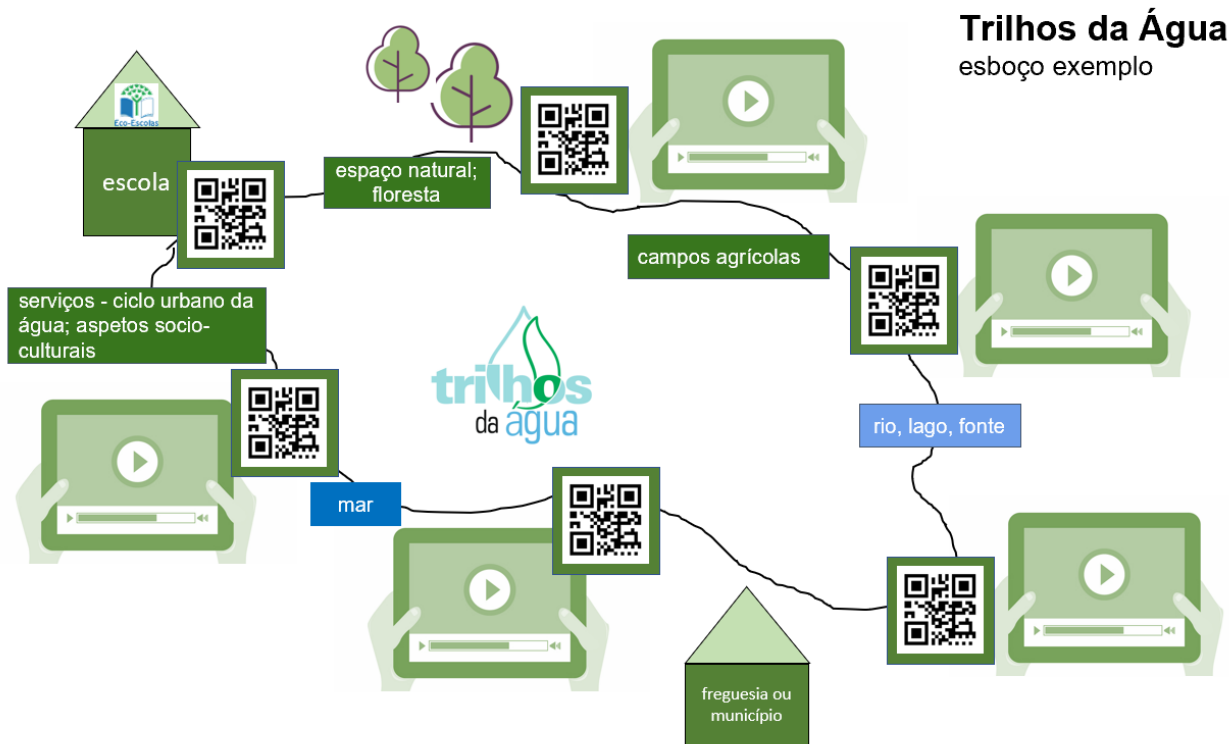 Trilhos da Água
esboço exemplo
Eco-Escolas
escola
espaço natural;
floresta
campos agrícolas
serviços - ciclo urbano da
água; aspetos socio-
culturais
trilhos
da água
rio, lago, fonte
mar
freguesia ou
município